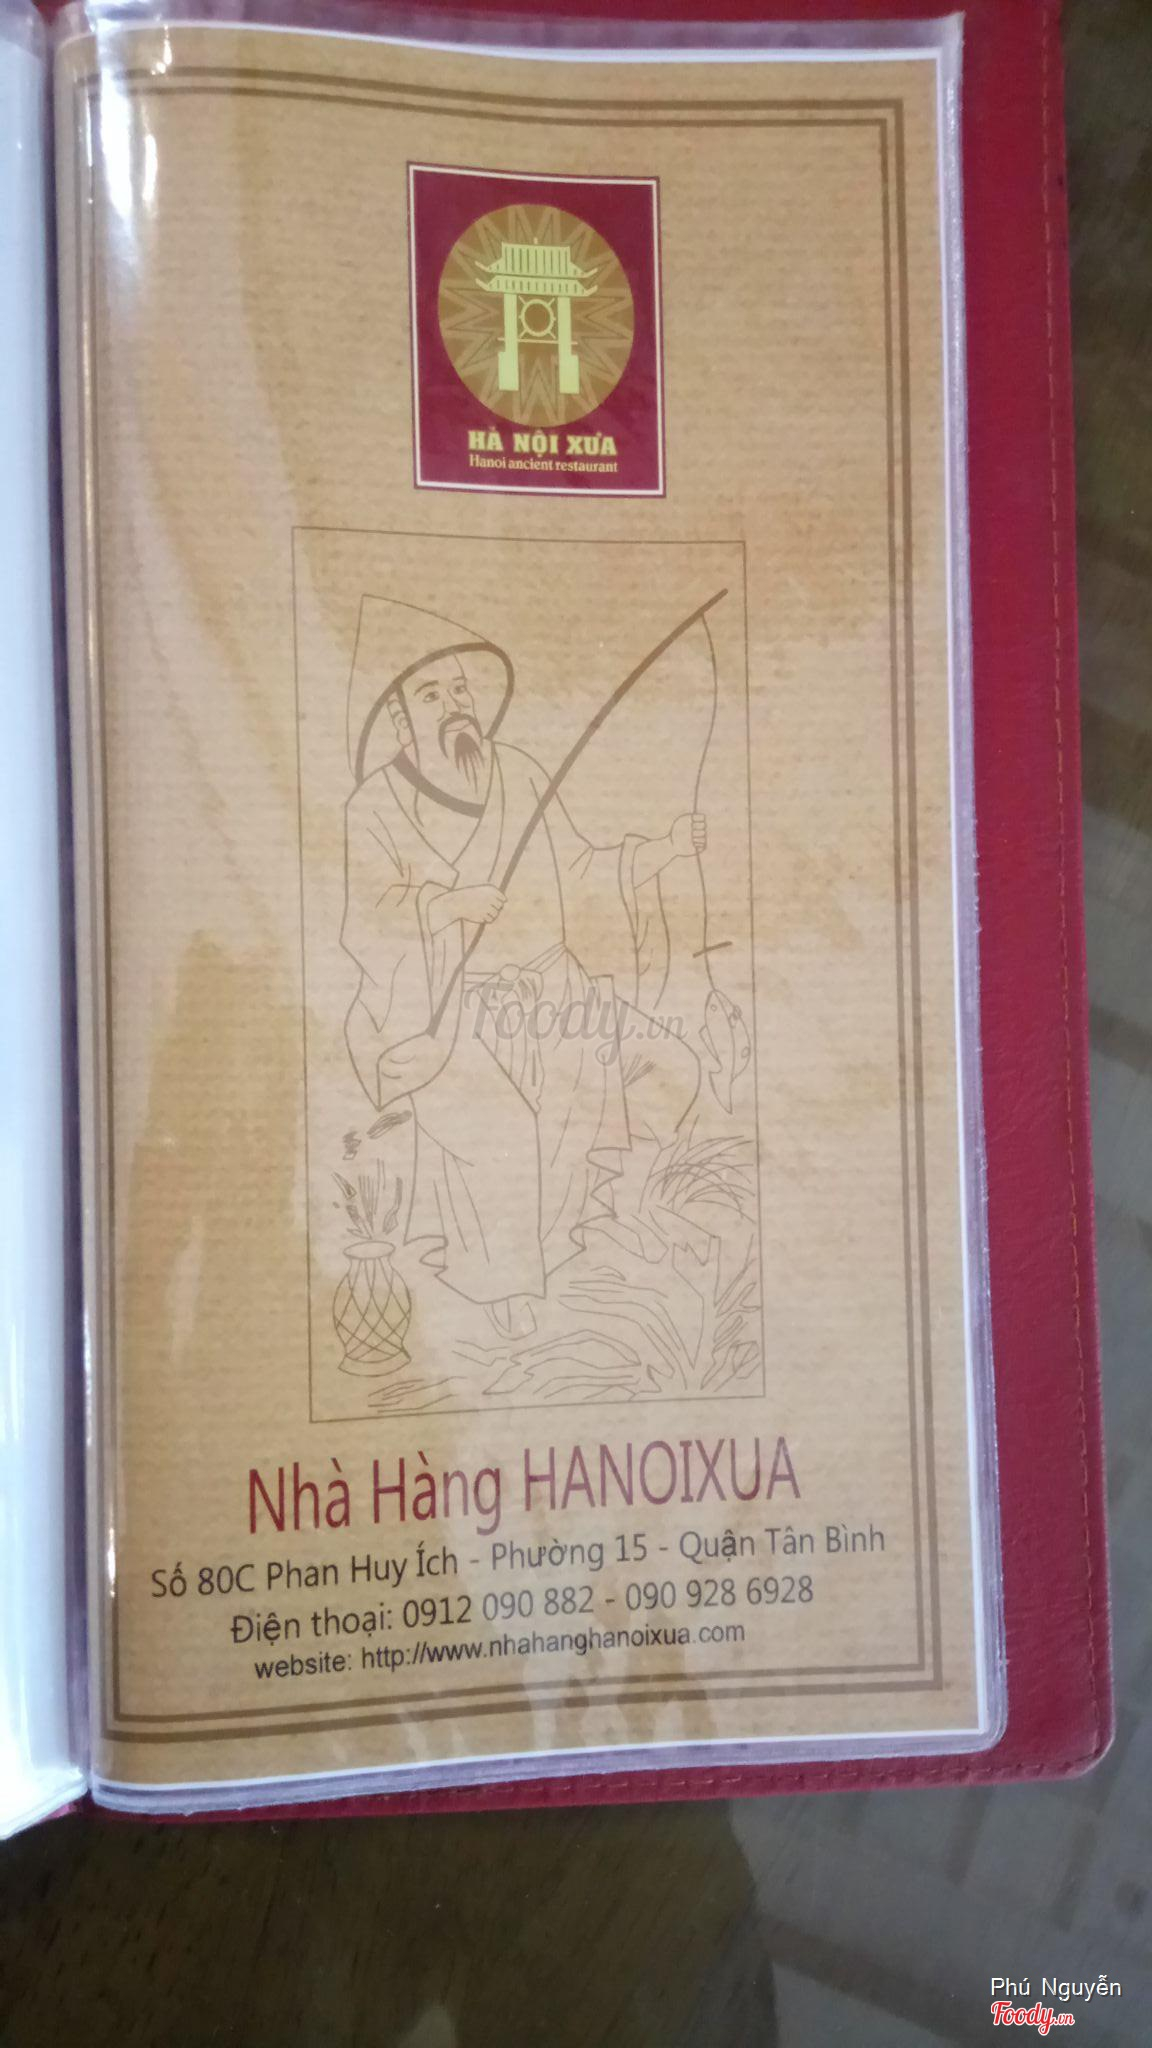 HÀ NỘI XƯA
Hanoi ancient restaurant
Foody.vn
Nhà Hàng HANOIXUA
Số 80C Phan Huy Ích - Phường 15 - Quận Tân Bình
Điện thoại: 0912 090 882 - 090 928 6928
website: http://www.nhahanghanoixua.com
Phú Nguyễn
Foody.vn